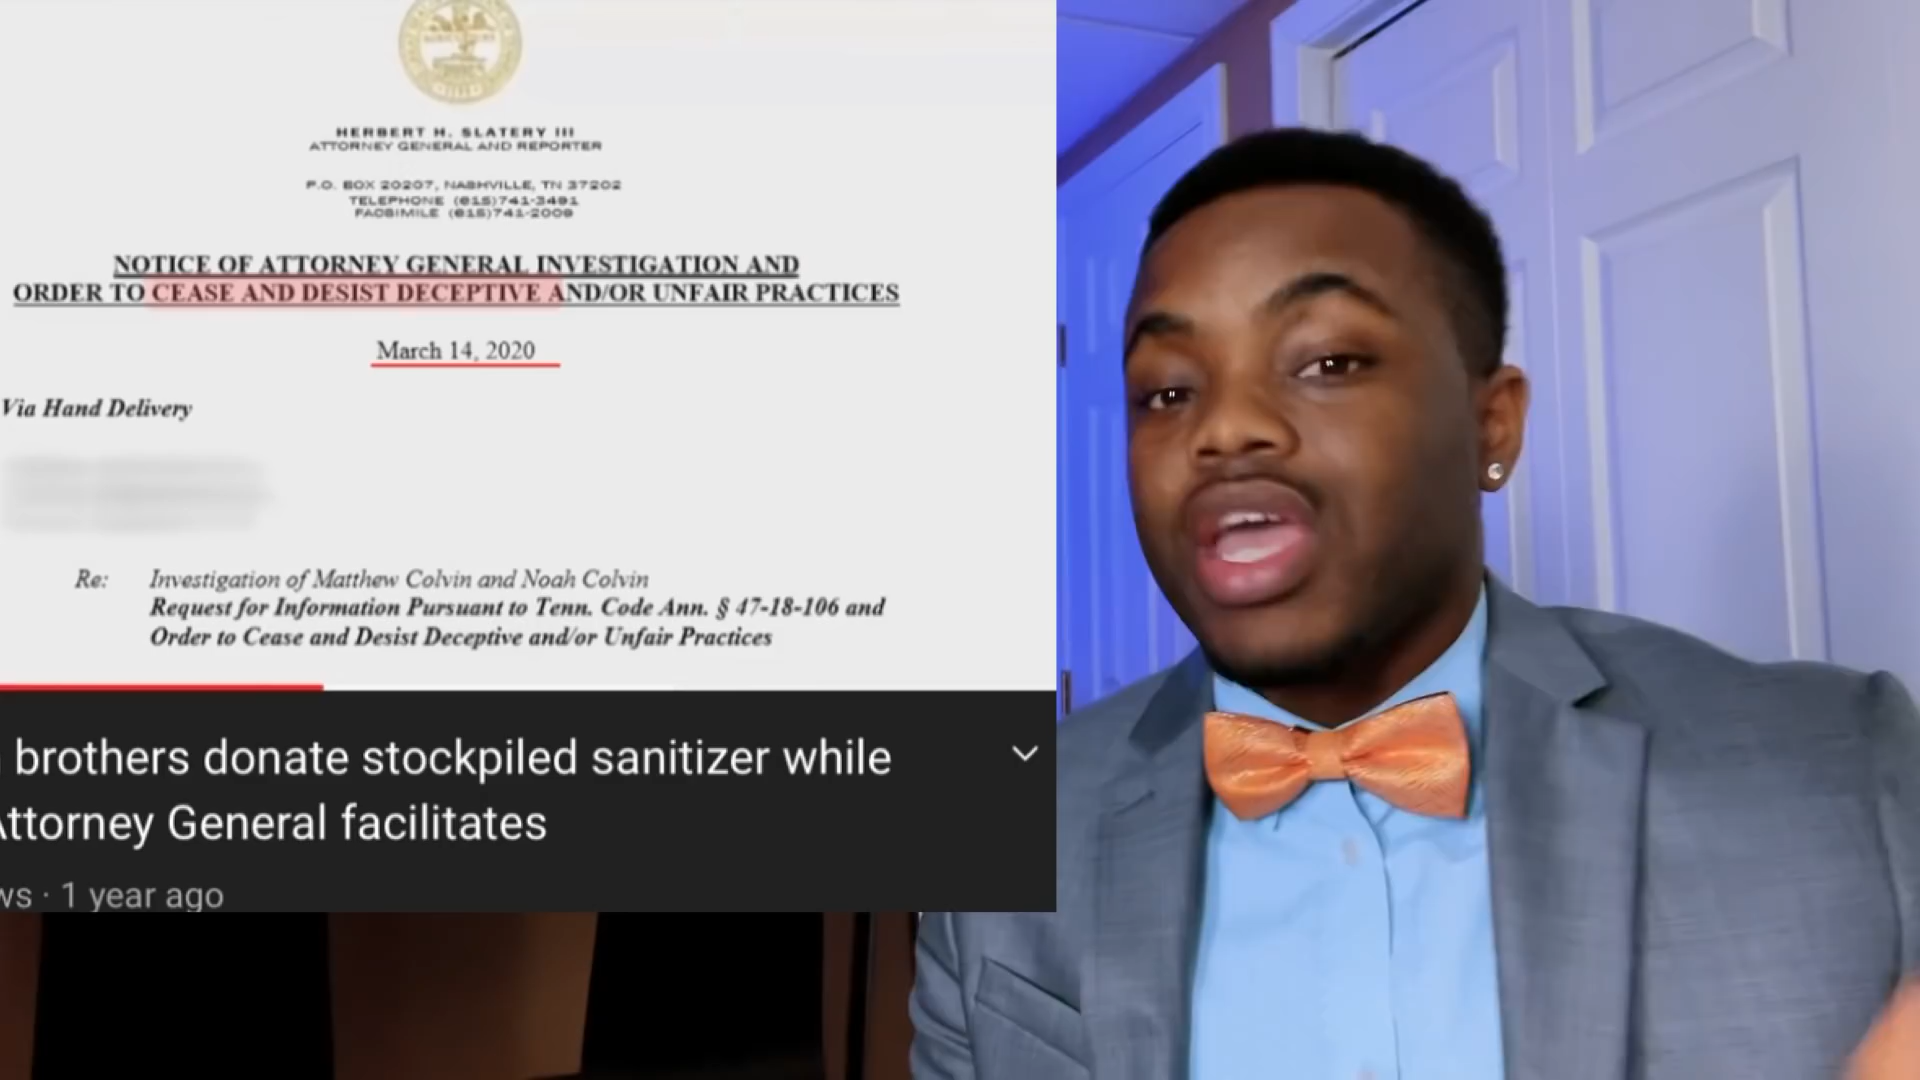 HERBERT H. SLATERY III
ATTORNEY GENERAL AND REPORTER
P.O. BOX 20207, NASHVILLE, TN 37202
TELEPHONE (615)741-3491
FACSIMILE (615)741-2009
NOTICE OF ATTORNEY GENERAL INVESTIGATION AND
ORDER TO CEASE AND DESIST DECEPTIVE AND/OR UNFAIR PRACTICES
March 14, 2020
Via Hand Delivery
Re: Investigation of Matthew Colvin and Noah Colvin
Request for Information Pursuant to Tenn. Code Ann. § 47-18-106 and
Order to Cease and Desist Deceptive and/or Unfair Practices
brothers donate stockpiled sanitizer while
Attorney General facilitates
· 1 year ago